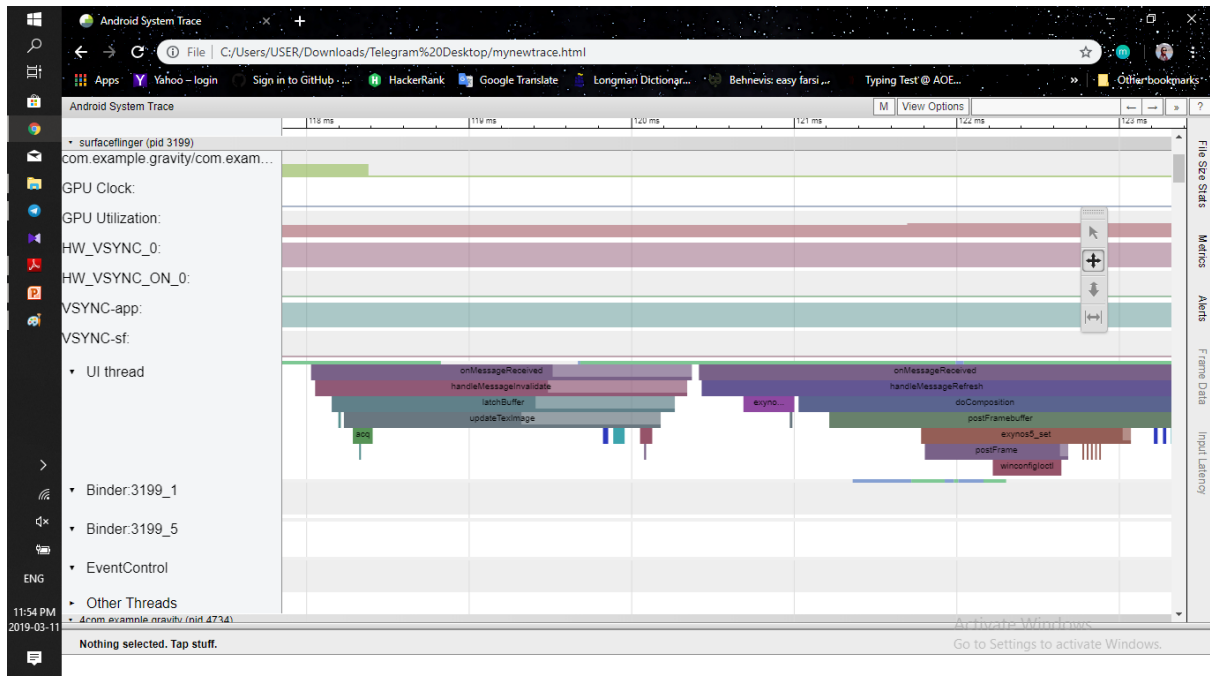 Android System Trace
File | C:/Users/USER/Downloads/Telegram%20Desktop/mynewtrace.html
Apps Yahoo – login Sign in to GitHub · ... HackerRank Google Translate Longman Dictionar... Behnevis: easy farsi ,.. Typing Test @ AOE... » Other bookmarks
Android System Trace M View Options ← → » ?
118 ms 119 ms 120 ms 121 ms 122 ms 123 ms
surfaceflinger (pid 3199)
com.example.gravity/com.exam...
GPU Clock:
GPU Utilization:
HW_VSYNC_0:
HW_VSYNC_ON_0:
VSYNC-app:
VSYNC-sf:
UI thread
onMessageReceived onMessageReceived
handleMessageInvalidate handleMessageRefresh
latchBuffer exyno... doComposition
updateTexImage postFramebuffer
acq exynos5_set
postFrame
winconfigioctl
Binder:3199_1
Binder:3199_5
EventControl
Other Threads
4com.example.gravity (pid 4734)
Nothing selected. Tap stuff.
File Size Stats
Metrics
Alerts
Frame Data
Input Latency
Activate Windows
Go to Settings to activate Windows.
ENG
11:54 PM
2019-03-11